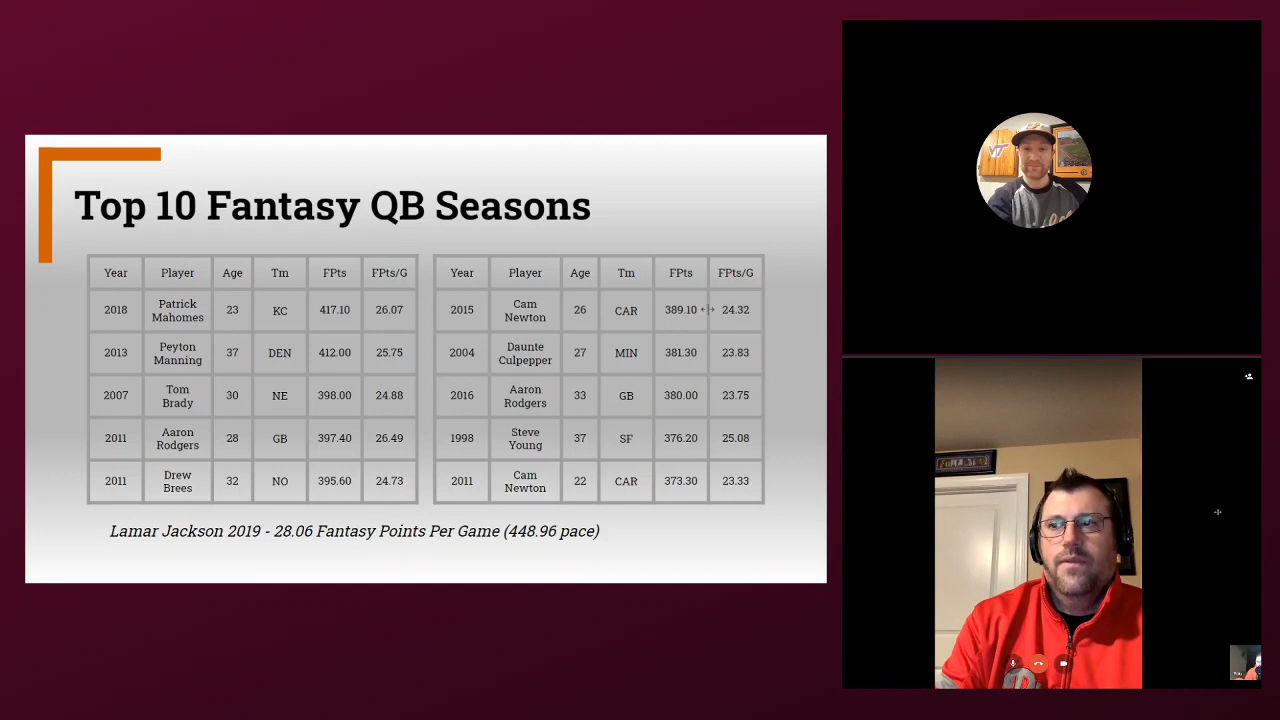 Top 10 Fantasy QB Seasons
Year Player Age Tm FPts FPts/G
2018 Patrick Mahomes 23 KC 417.10 26.07
2013 Peyton Manning 37 DEN 412.00 25.75
2007 Tom Brady 30 NE 398.00 24.88
2011 Aaron Rodgers 28 GB 397.40 26.49
2011 Drew Brees 32 NO 395.60 24.73
Year Player Age Tm FPts FPts/G
2015 Cam Newton 26 CAR 389.10 24.32
2004 Daunte Culpepper 27 MIN 381.30 23.83
2016 Aaron Rodgers 33 GB 380.00 23.75
1998 Steve Young 37 SF 376.20 25.08
2011 Cam Newton 22 CAR 373.30 23.33
Lamar Jackson 2019 - 28.06 Fantasy Points Per Game (448.96 pace)
VT